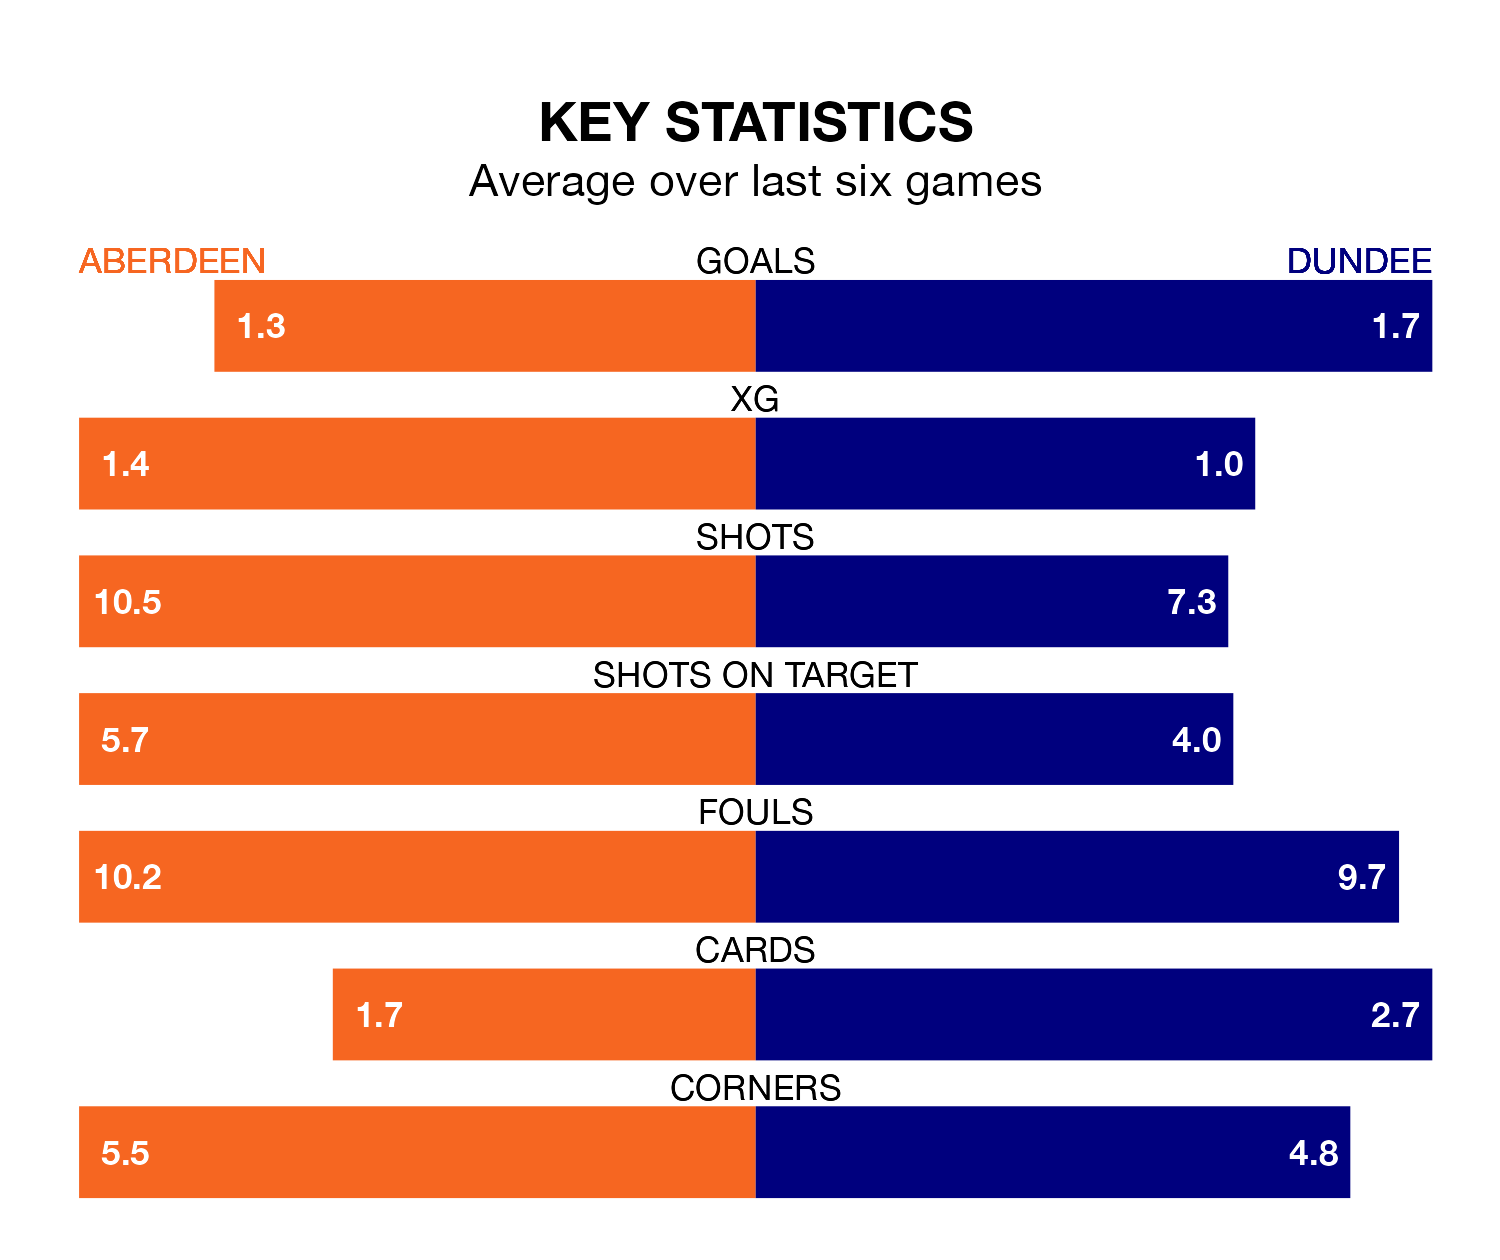 KEY STATISTICS
Average over last six games
ABERDEEN GOALS DUNDEE
1.3 1.7
XG
1.4 1.0
SHOTS
10.5 7.3
SHOTS ON TARGET
5.7 4.0
FOULS
10.2 9.7
CARDS
1.7 2.7
CORNERS
5.5 4.8